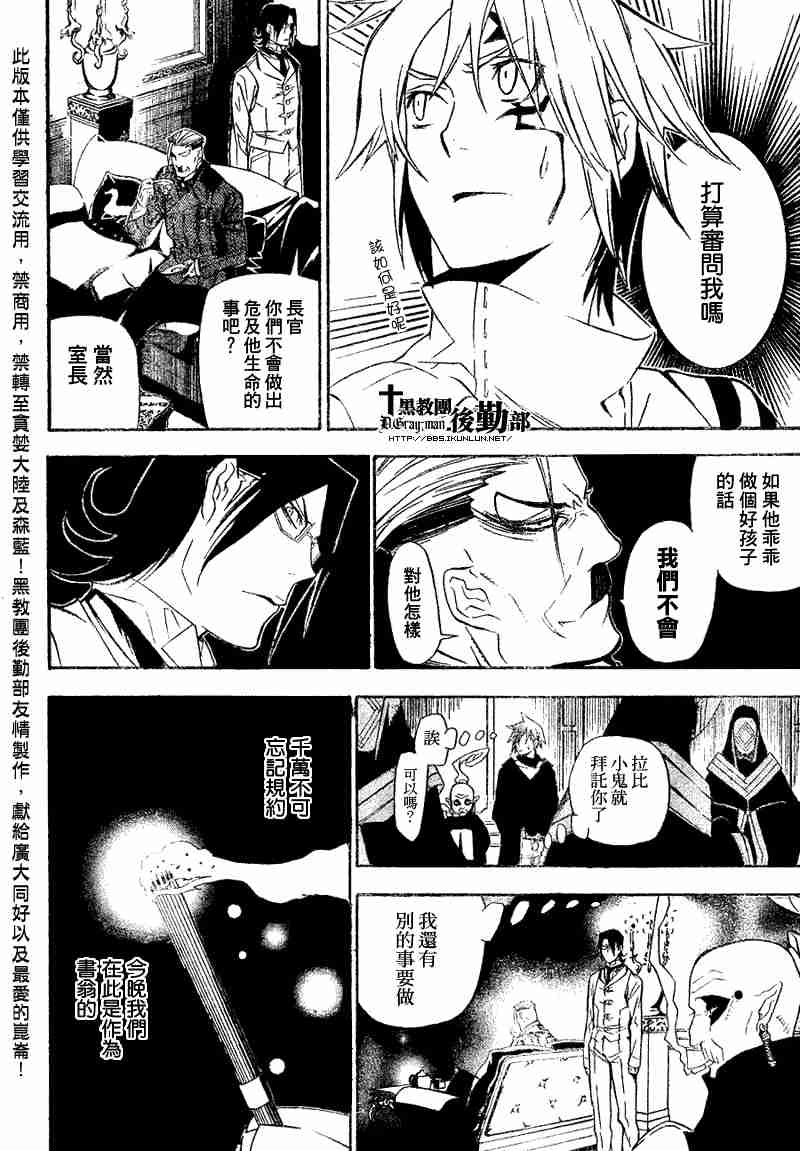 打算審問我嗎
該如何是好呢
長官
你們不會做出
危及他生命的
事吧？
當然
室長
十黑教團
D.Gray-man
後勤部
HTTP://BBS.IKUNLUN.NET/
如果他乖乖
做個好孩子
的話
我們不會
對他怎樣
拉比
小鬼就
拜託你了
誒
可以嗎？
我還有
別的事要做
千萬不可
忘記規約
今晚我們
在此是作為
書翁的
此版本僅供學習交流用，禁商用，禁轉至貪婪大陸及森藍！黑教團後勤部友情製作，獻給廣大同好以及最愛的崑崙！